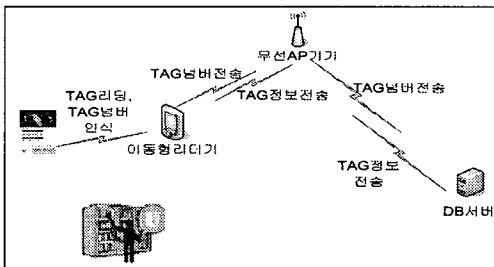 무선AP기기
TAG넘버전송
TAG정보전송
TAG넘버전송
TAG리딩,
TAG넘버
인식
이동형리더기
TAG정보
전송
DB서버